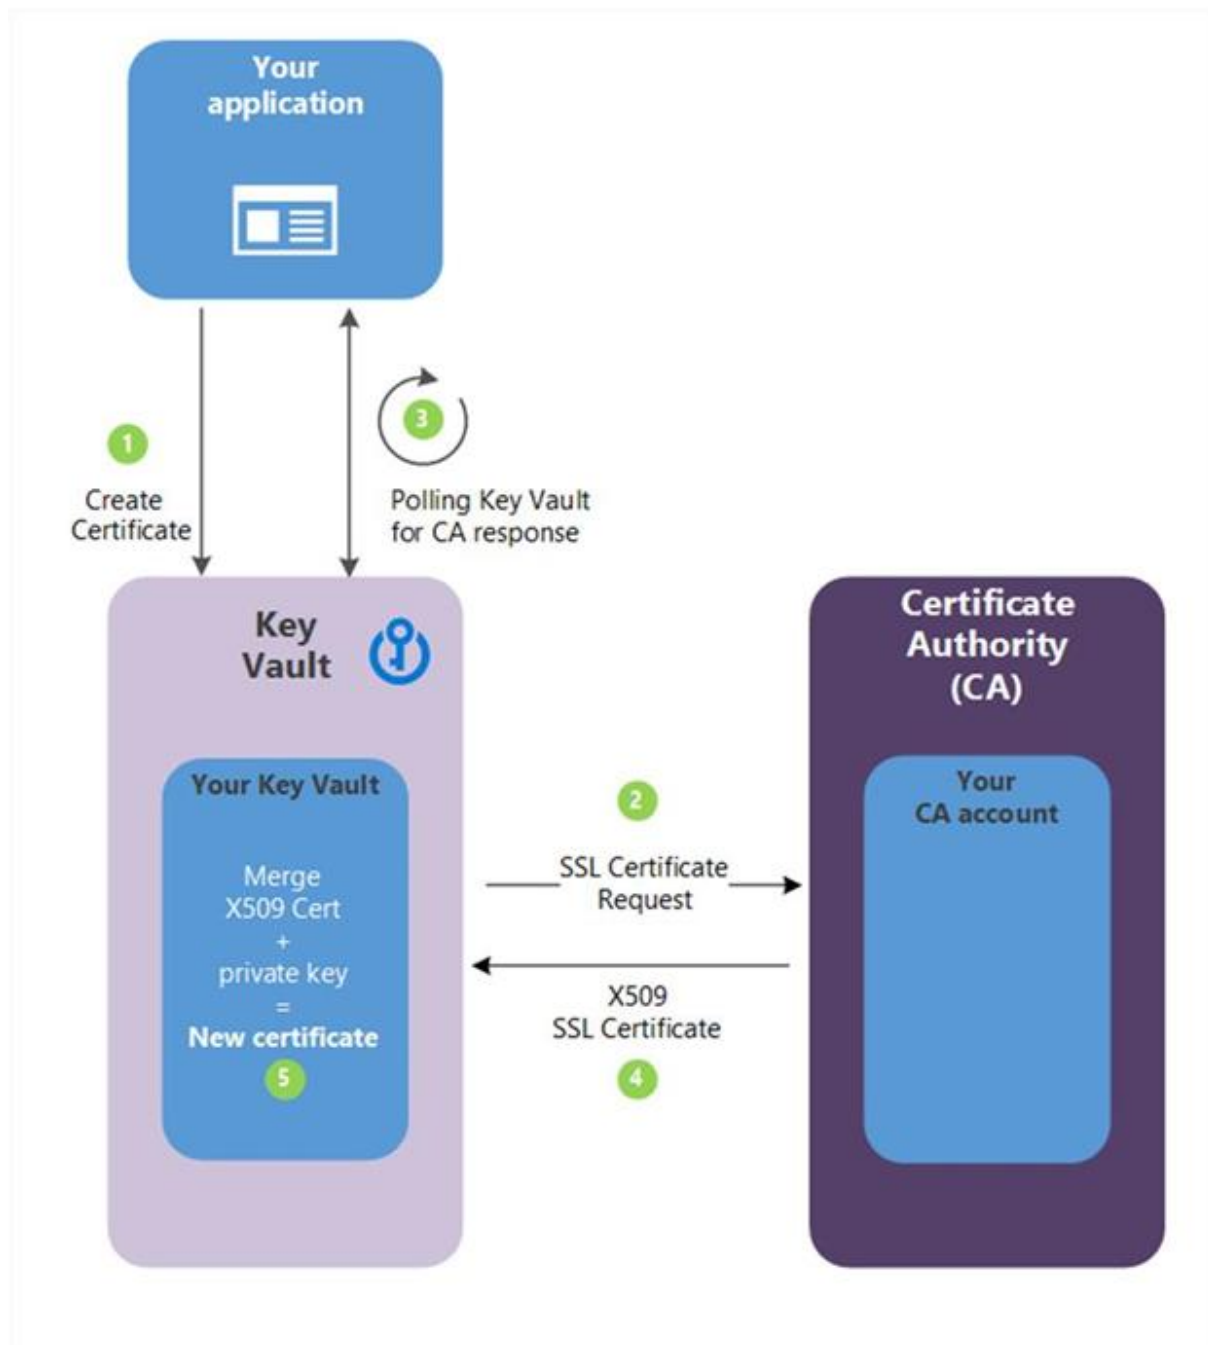 Your
application
1
Create
Certificate
3
Polling Key Vault
for CA response
Key
Vault
Your Key Vault
Merge
X509 Cert
+
private key
=
New certificate
5
2
SSL Certificate
Request
X509
SSL Certificate
4
Certificate
Authority
(CA)
Your
CA account